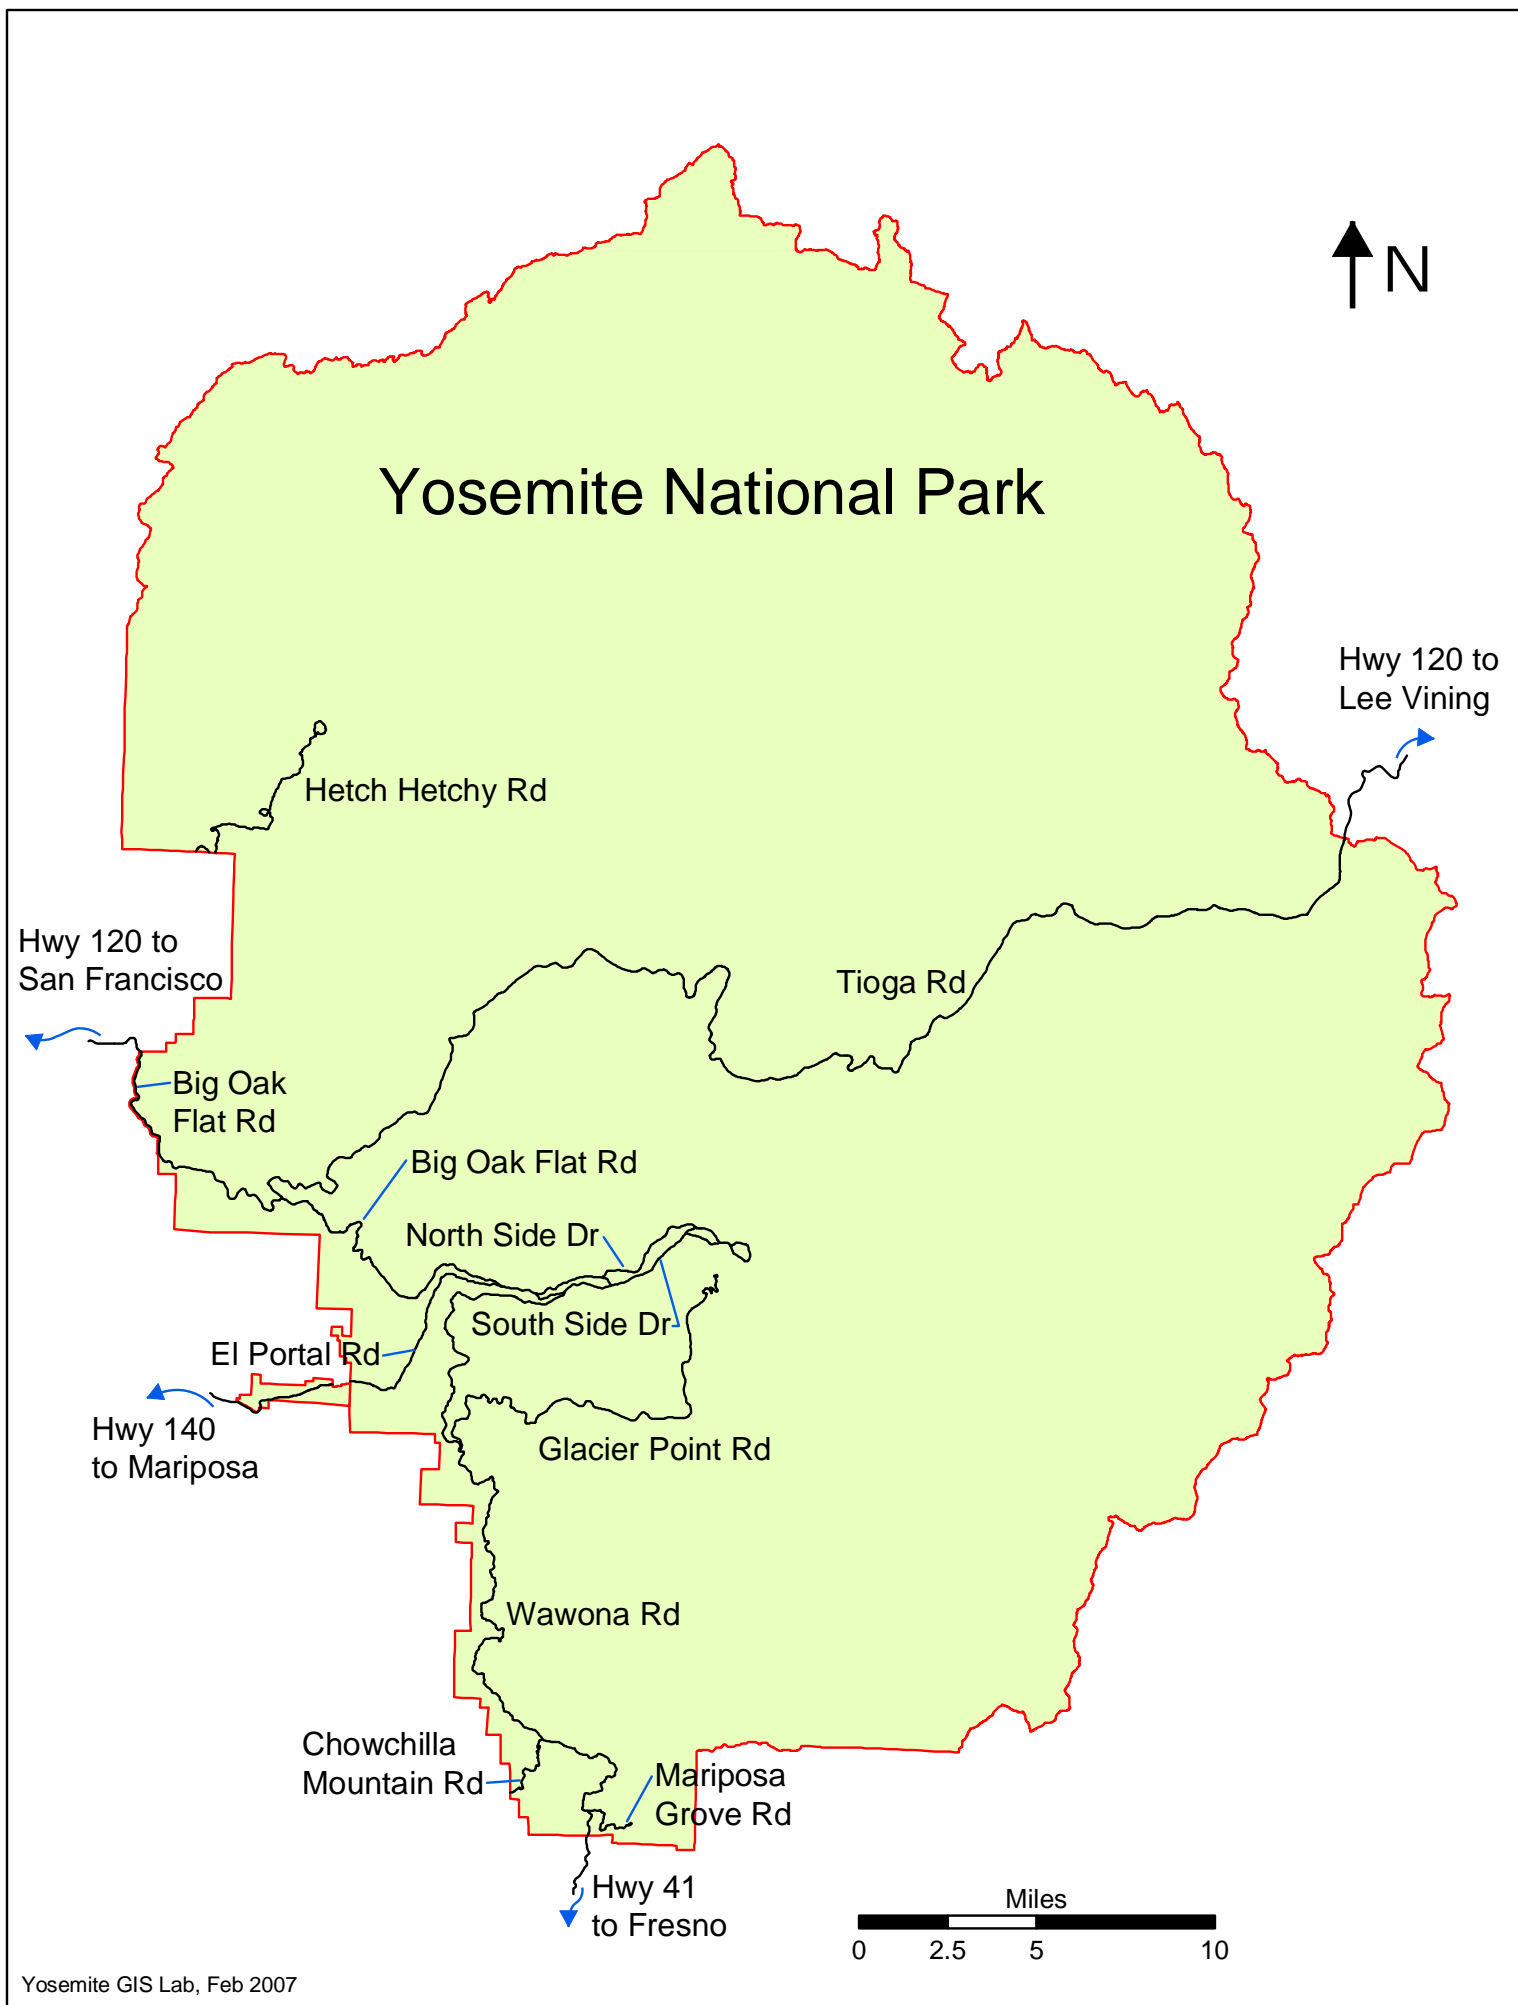 N
Yosemite National Park
Hwy 120 to
Lee Vining
Hetch Hetchy Rd
Hwy 120 to
San Francisco
Tioga Rd
Big Oak
Flat Rd
Big Oak Flat Rd
North Side Dr
South Side Dr
El Portal Rd
Hwy 140
to Mariposa
Glacier Point Rd
Wawona Rd
Chowchilla
Mountain Rd
Mariposa
Grove Rd
Hwy 41
to Fresno
Miles
0 2.5 5 10
Yosemite GIS Lab, Feb 2007